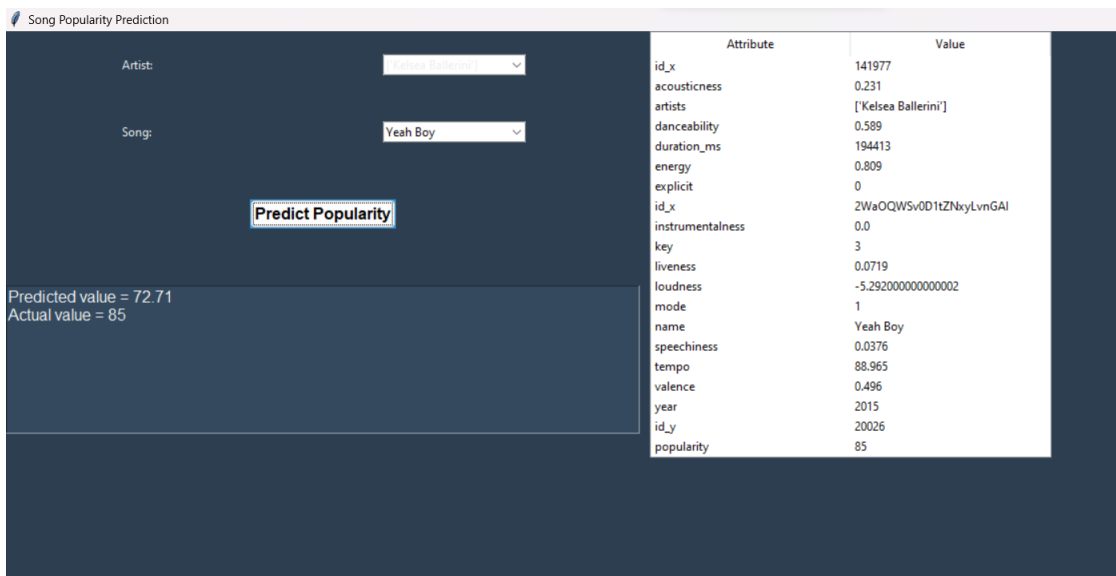 Song Popularity Prediction
Artist:
['Kelsea Ballerini']
Song:
Yeah Boy
Predict Popularity
Predicted value = 72.71
Actual value = 85
Attribute Value
id_x 141977
acousticness 0.231
artists ['Kelsea Ballerini']
danceability 0.589
duration_ms 194413
energy 0.809
explicit 0
id_x 2WaOQWSv0D1tZNxyLvnGAI
instrumentalness 0.0
key 3
liveness 0.0719
loudness -5.292000000000002
mode 1
name Yeah Boy
speechiness 0.0376
tempo 88.965
valence 0.496
year 2015
id_y 20026
popularity 85